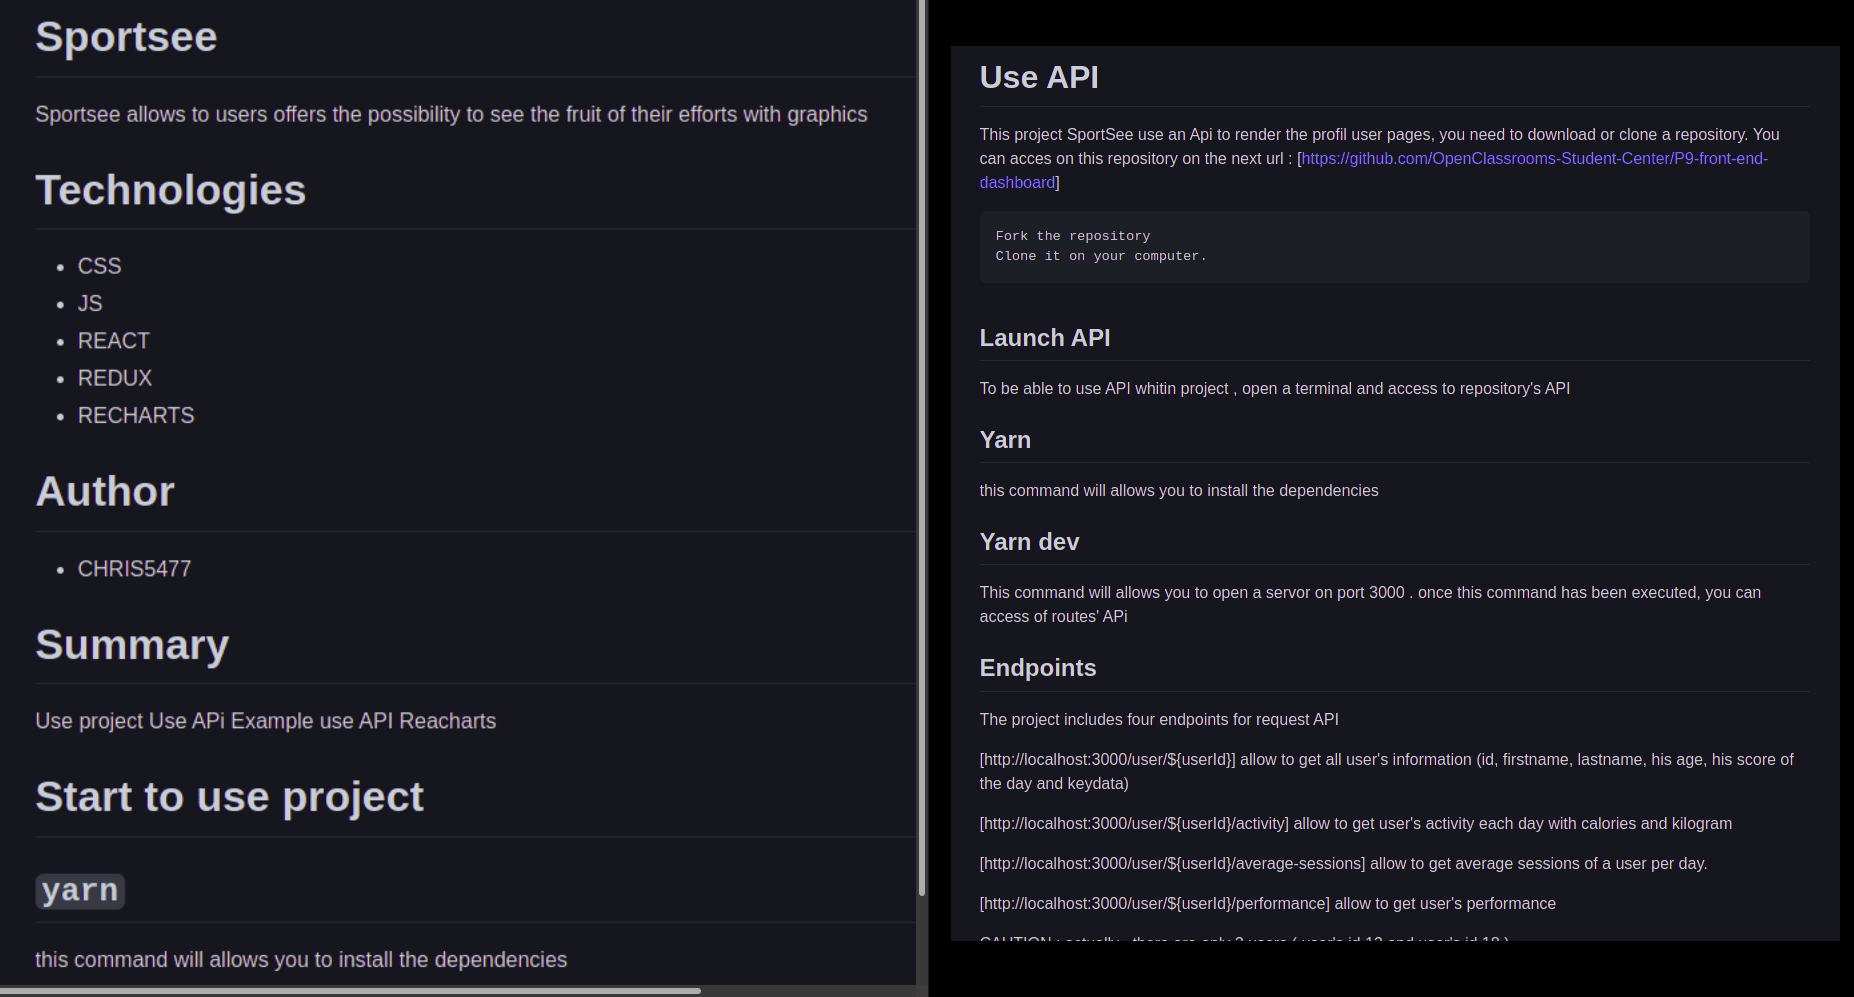 Sportsee
Sportsee allows to users offers the possibility to see the fruit of their efforts with graphics
Technologies
CSS
JS
REACT
REDUX
RECHARTS
Author
CHRIS5477
Summary
Use project Use APi Example use API Reacharts
Start to use project
yarn
this command will allows you to install the dependencies
Use API
This project SportSee use an Api to render the profil user pages, you need to download or clone a repository. You
can acces on this repository on the next url : [https://github.com/OpenClassrooms-Student-Center/P9-front-end-
dashboard]
Fork the repository
Clone it on your computer.
Launch API
To be able to use API whitin project , open a terminal and access to repository's API
Yarn
this command will allows you to install the dependencies
Yarn dev
This command will allows you to open a servor on port 3000 . once this command has been executed, you can
access of routes' APi
Endpoints
The project includes four endpoints for request API
[http://localhost:3000/user/${userId}] allow to get all user's information (id, firstname, lastname, his age, his score of
the day and keydata)
[http://localhost:3000/user/${userId}/activity] allow to get user's activity each day with calories and kilogram
[http://localhost:3000/user/${userId}/average-sessions] allow to get average sessions of a user per day.
[http://localhost:3000/user/${userId}/performance] allow to get user's performance